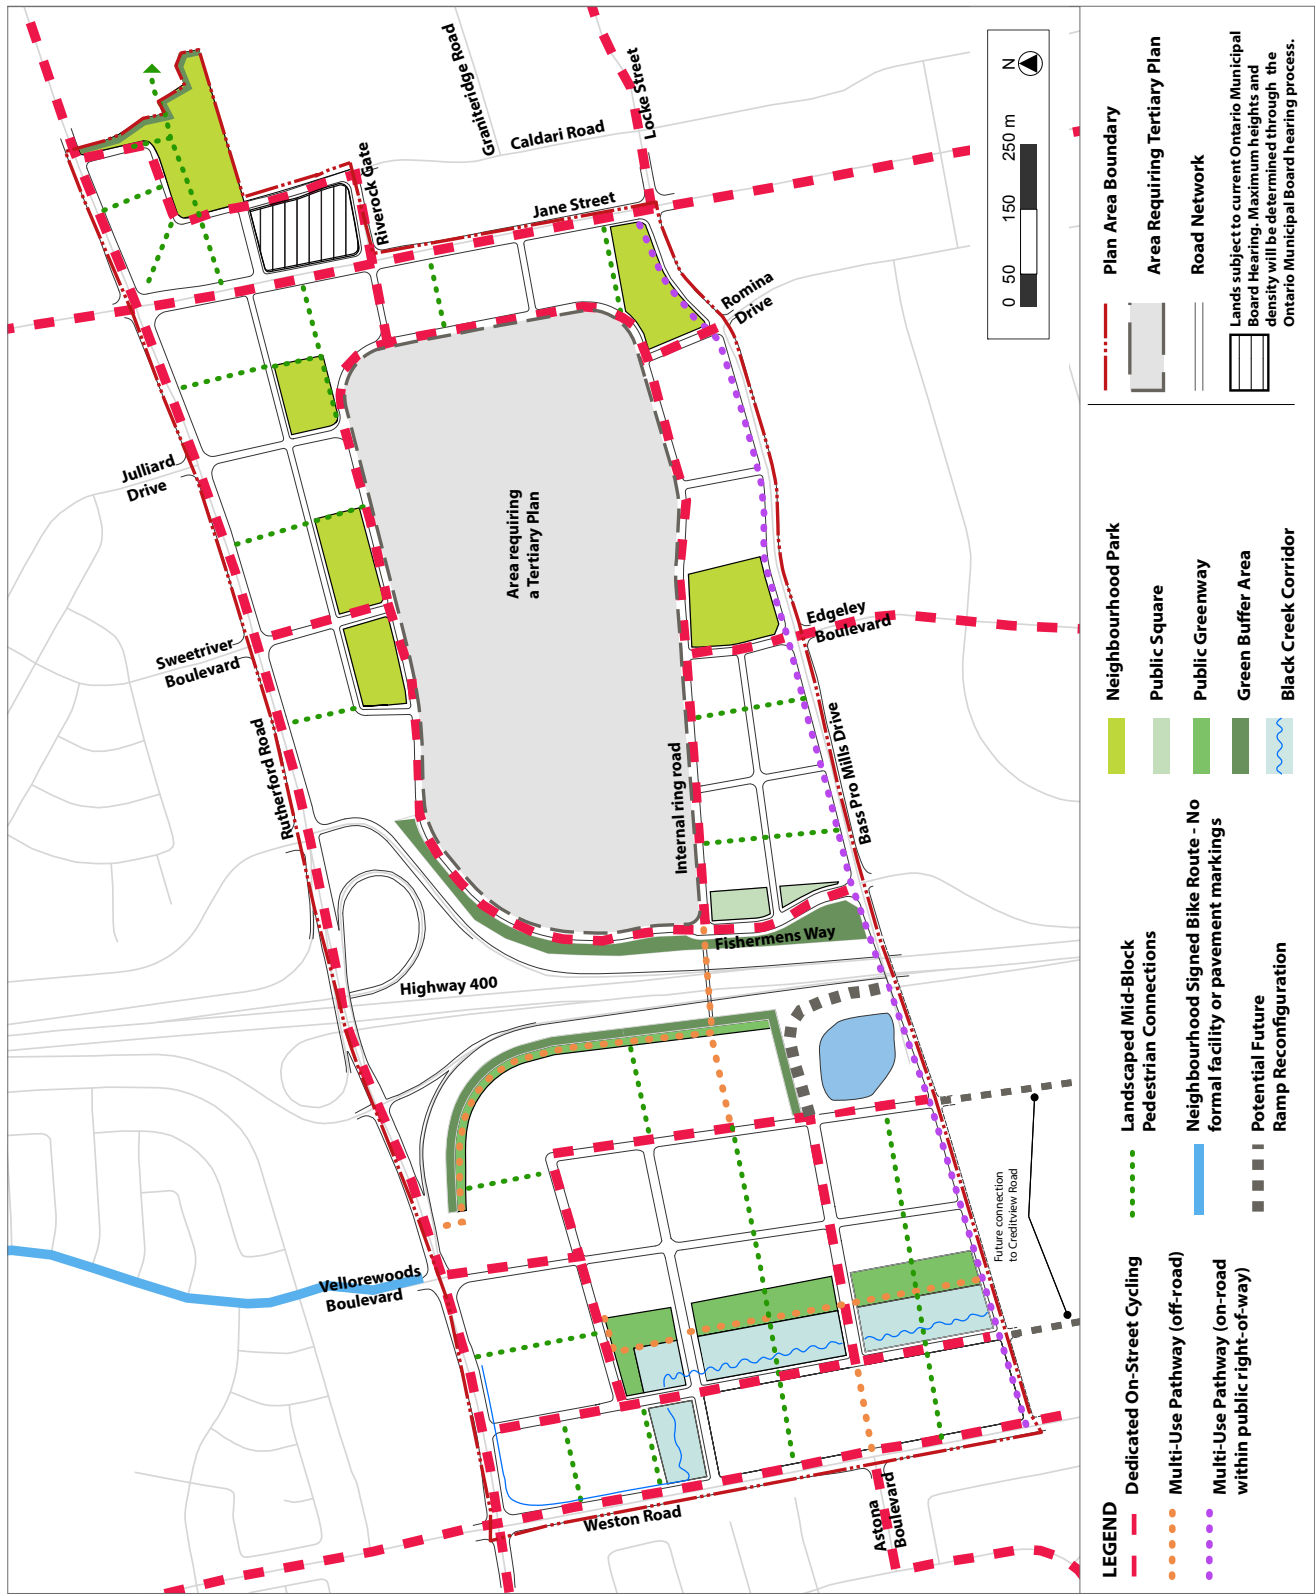 Graniteridge Road
Locke Street
Caldari Road
Riverock Gate
Jane Street
Romina
Drive
Julliard
Drive
Sweetriver
Boulevard
Rutherford Road
Area requiring
a Tertiary Plan
Edgeley
Boulevard
Internal ring road
Bass Pro Mills Drive
Fishermens Way
Highway 400
Vellorewoods
Boulevard
Future connection
to Creditview Road
Weston Road
Astona
Boulevard
N
0 50 150 250 m
LEGEND
Dedicated On-Street Cycling
Multi-Use Pathway (off-road)
Multi-Use Pathway (on-road
within public right-of-way)
Landscaped Mid-Block
Pedestrian Connections
Neighbourhood Signed Bike Route - No
formal facility or pavement markings
Potential Future
Ramp Reconfiguration
Neighbourhood Park
Public Square
Public Greenway
Green Buffer Area
Black Creek Corridor
Plan Area Boundary
Area Requiring Tertiary Plan
Road Network
Lands subject to current Ontario Municipal
Board Hearing. Maximum heights and
density will be determined through the
Ontario Municipal Board hearing process.